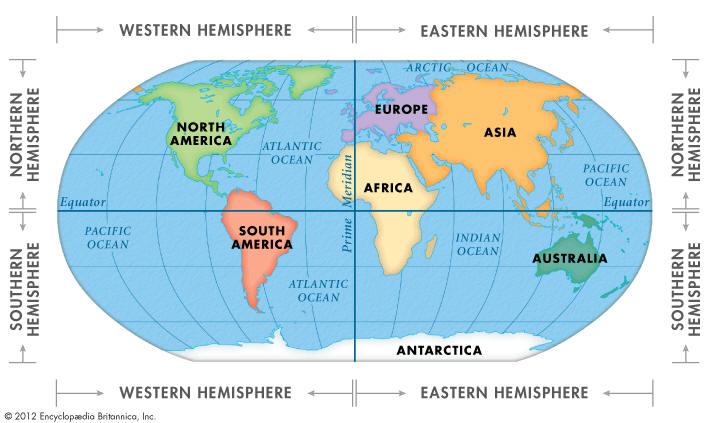 WESTERN HEMISPHERE
EASTERN HEMISPHERE
NORTHERN
HEMISPHERE
ARCTIC OCEAN
NORTH
AMERICA
EUROPE
ASIA
ATLANTIC
OCEAN
PACIFIC
OCEAN
AFRICA
Prime Meridian
NORTHERN
HEMISPHERE
Equator
Equator
PACIFIC
OCEAN
SOUTH
AMERICA
INDIAN
OCEAN
AUSTRALIA
ATLANTIC
OCEAN
SOUTHERN
HEMISPHERE
SOUTHERN
HEMISPHERE
ANTARCTICA
WESTERN HEMISPHERE
EASTERN HEMISPHERE
© 2012 Encyclopædia Britannica, Inc.